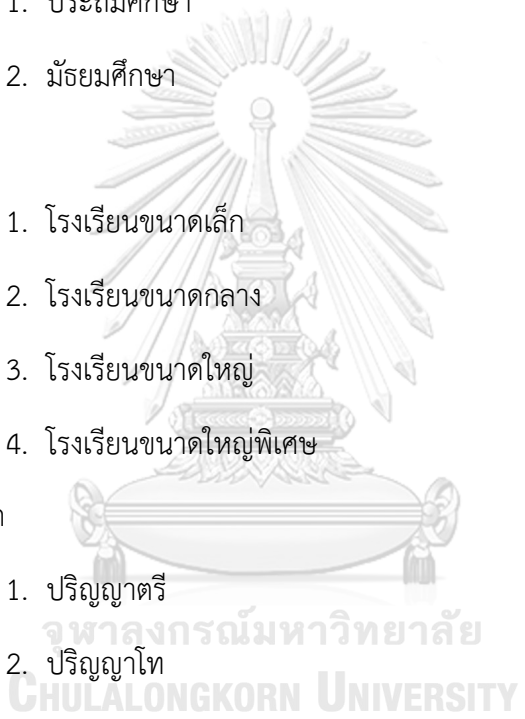 1. ประถมศึกษา
2. มัธยมศึกษา
1. โรงเรียนขนาดเล็ก
2. โรงเรียนขนาดกลาง
3. โรงเรียนขนาดใหญ่
4. โรงเรียนขนาดใหญ่พิเศษ
1. ปริญญาตรี
จุฬาลงกรณ์มหาวิทยาลัย
2. ปริญญาโท
CHULALONGKORN UNIVERSITY